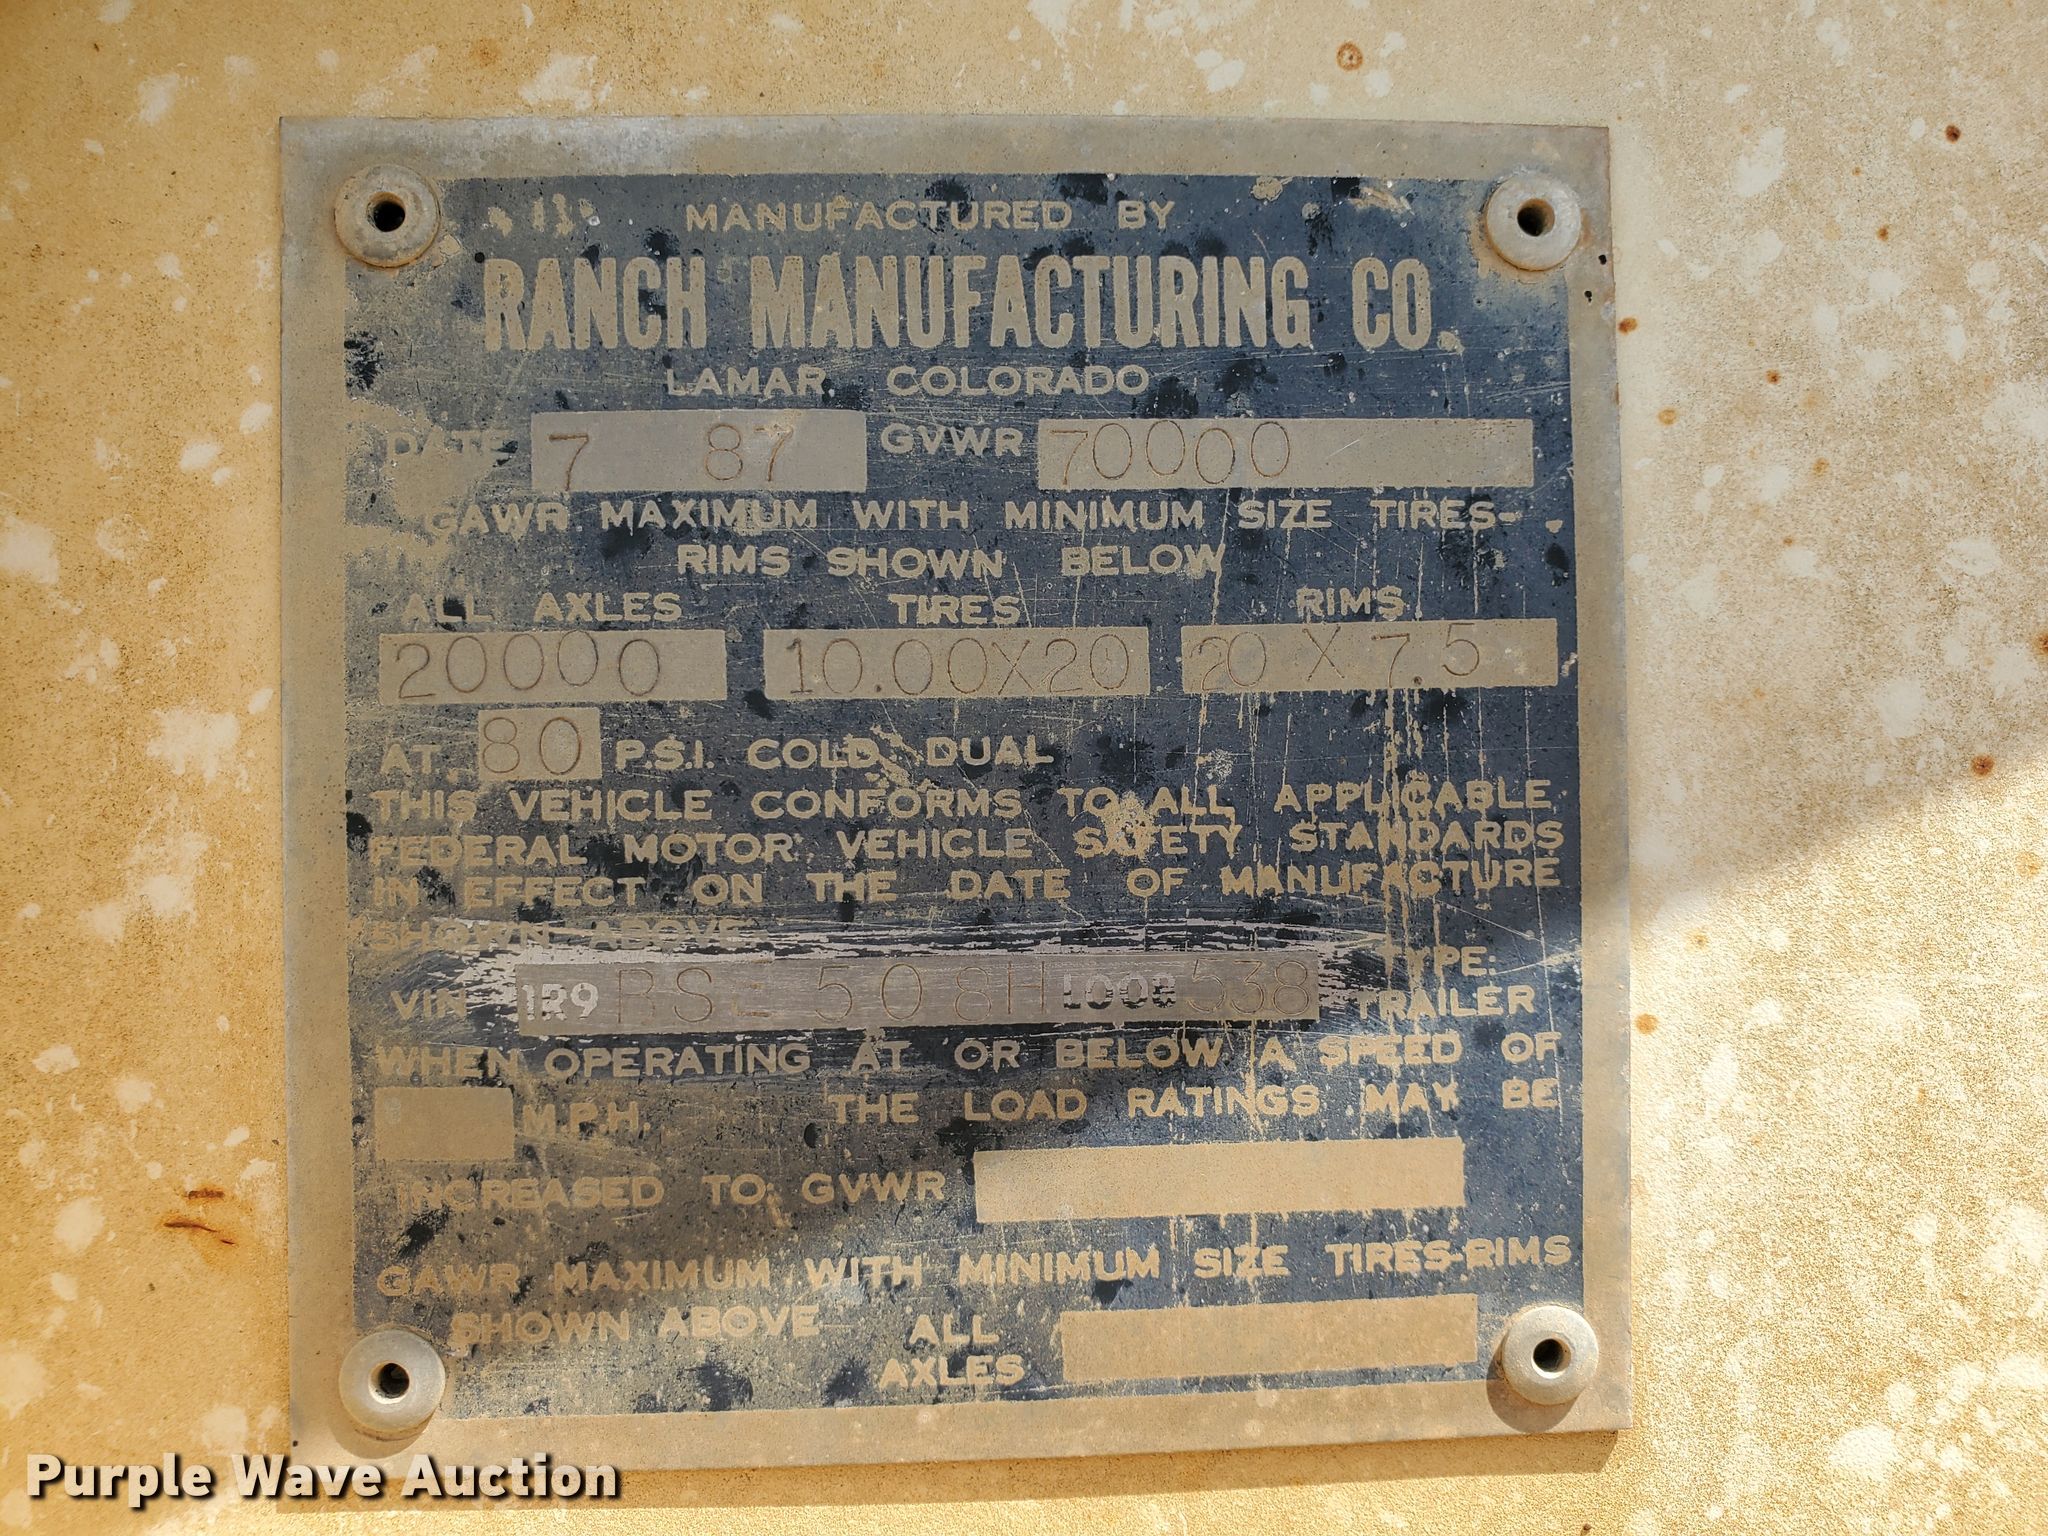 MANUFACTURED BY
RANCH MANUFACTURING CO.
LAMAR, COLORADO
DATE 7 87 GVWR 70000
GAWR MAXIMUM WITH MINIMUM SIZE TIRES-
RIMS SHOWN BELOW
ALL AXLES TIRES RIMS
20000 10.00X20 20 X 7.5
AT 80 P.S.I. COLD DUAL
THIS VEHICLE CONFORMS TO ALL APPLICABLE
FEDERAL MOTOR VEHICLE SAFETY STANDARDS
IN EFFECT ON THE DATE OF MANUFACTURE
SHOWN ABOVE.
TYPE:
VIN 1R9 508H 538 TRAILER
WHEN OPERATING AT OR BELOW A SPEED OF
M.P.H. THE LOAD RATINGS MAY BE
INCREASED TO: GVWR
GAWR MAXIMUM WITH MINIMUM SIZE TIRES-RIMS
SHOWN ABOVE ALL
AXLES
Purple Wave Auction